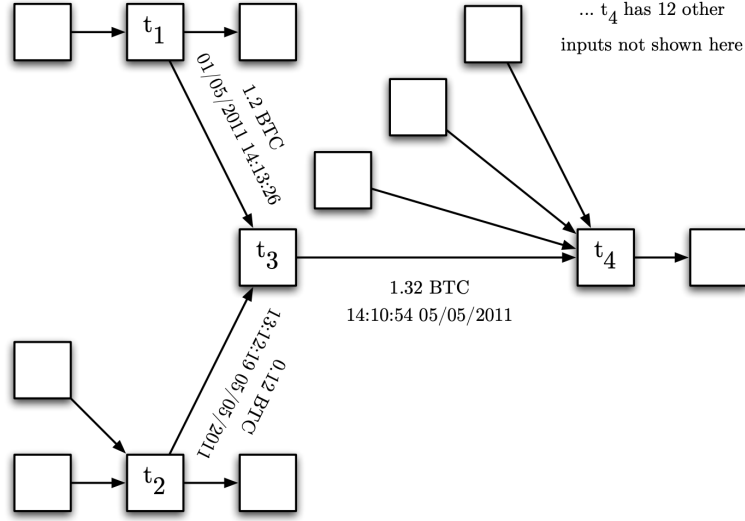 ... t4 has 12 other
inputs not shown here
t1
1.2 BTC
01/05/2011 14:13:26
t3
t4
1.32 BTC
14:10:54 05/05/2011
0.12 BTC
13:12:19 05/05/2011
t2